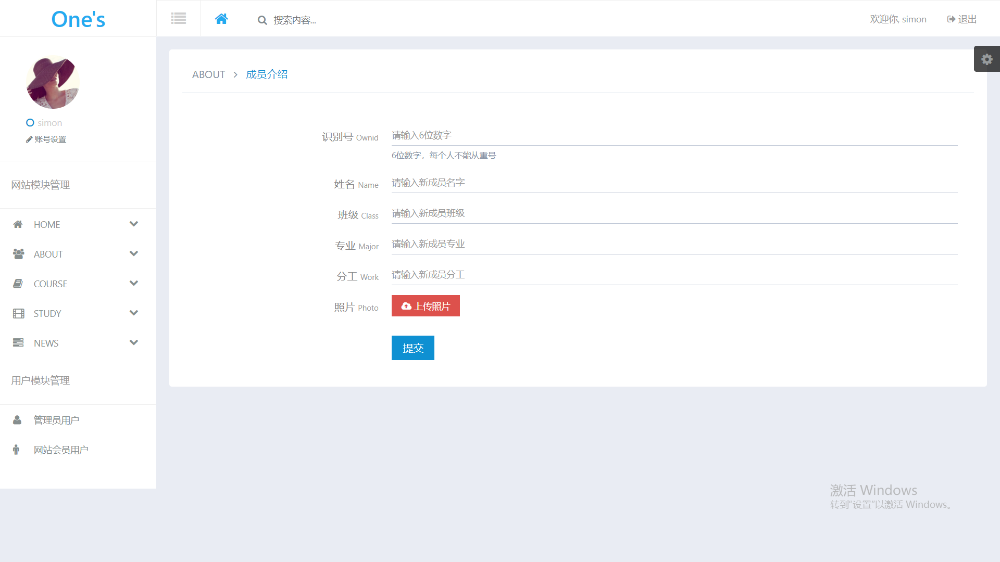 One's
搜索内容...
欢迎你, simon
退出
simon
账号设置
网站模块管理
HOME
ABOUT
COURSE
STUDY
NEWS
用户模块管理
管理员用户
网站会员用户
ABOUT > 成员介绍
识别号 Ownid
请输入6位数字
6位数字，每个人不能从重号
姓名 Name
请输入新成员名字
班级 Class
请输入新成员班级
专业 Major
请输入新成员专业
分工 Work
请输入新成员分工
照片 Photo
上传照片
提交
激活 Windows
转到“设置”以激活 Windows。